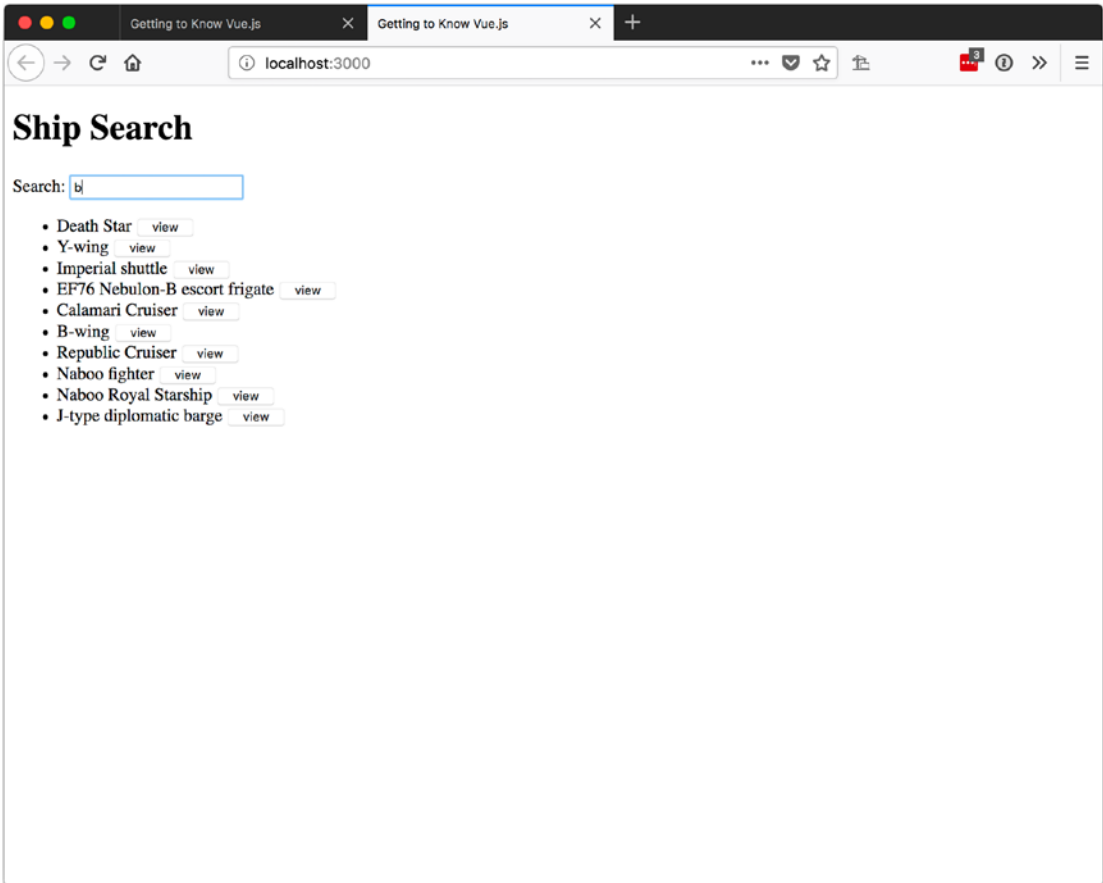 Getting to Know Vue.js Getting to Know Vue.js
localhost:3000 3
Ship Search
Search: b
• Death Star view
• Y-wing view
• Imperial shuttle view
• EF76 Nebulon-B escort frigate view
• Calamari Cruiser view
• B-wing view
• Republic Cruiser view
• Naboo fighter view
• Naboo Royal Starship view
• J-type diplomatic barge view